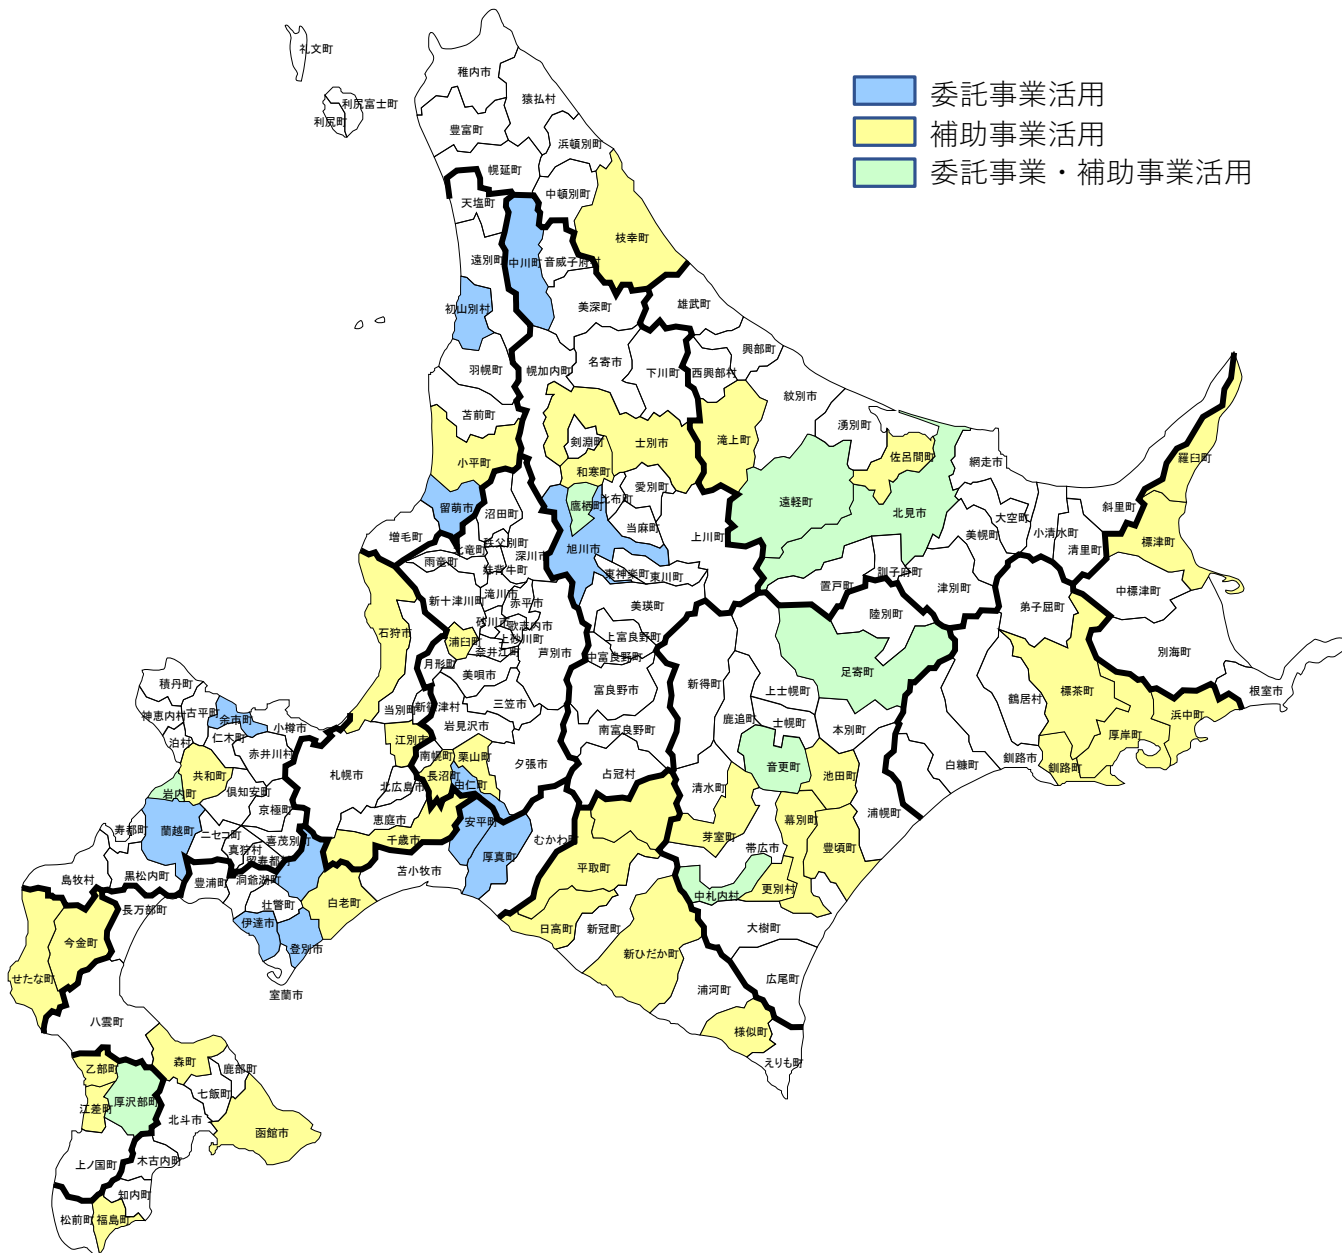 委託事業活用
補助事業活用
委託事業・補助事業活用
礼文町
利尻富士町
利尻町
稚内市
猿払村
豊富町
浜頓別町
幌延町
中頓別町
天塩町
枝幸町
遠別町
中川町
音威子府村
初山別村
美深町
雄武町
羽幌町
幌加内町
名寄市
下川町
西興部村
興部町
紋別市
苫前町
剣淵町
士別市
滝上町
湧別町
佐呂間町
小平町
和寒町
網走市
羅臼町
留萌市
沼田町
鷹栖町
比布町
愛別町
当麻町
上川町
遠軽町
北見市
大空町
斜里町
小清水町
清里町
美幌町
標津町
増毛町
北竜町
秩父別町
雨竜町
妹背牛町
深川市
旭川市
東神楽町
東川町
置戸町
訓子府町
津別町
中標津町
新十津川町
滝川市
赤平市
美瑛町
陸別町
弟子屈町
石狩市
浦臼町
砂川市
歌志内市
上砂川町
奈井江町
芦別市
上富良野町
中富良野町
別海町
月形町
美唄市
富良野市
新得町
上士幌町
足寄町
鶴居村
標茶町
根室市
積丹町
神恵内村
古平町
余市町
小樽市
当別町
新篠津村
三笠市
岩見沢市
南富良野町
鹿追町
士幌町
本別町
浜中町
厚岸町
泊村
仁木町
赤井川村
江別市
南幌町
栗山町
夕張市
占冠村
音更町
池田町
白糠町
釧路市
釧路町
共和町
岩内町
倶知安町
札幌市
北広島市
長沼町
由仁町
清水町
浦幌町
京極町
恵庭市
寿都町
蘭越町
ニセコ町
喜茂別町
真狩村
留寿都村
千歳市
安平町
厚真町
むかわ町
芽室町
幕別町
豊頃町
帯広市
島牧村
黒松内町
豊浦町
洞爺湖町
苫小牧市
平取町
中札内村
更別村
壮瞥町
白老町
長万部町
伊達市
登別市
日高町
新冠町
新ひだか町
大樹町
今金町
せたな町
室蘭市
浦河町
広尾町
八雲町
様似町
えりも町
乙部町
森町
鹿部町
江差町
厚沢部町
七飯町
北斗市
函館市
上ノ国町
木古内町
知内町
松前町
福島町